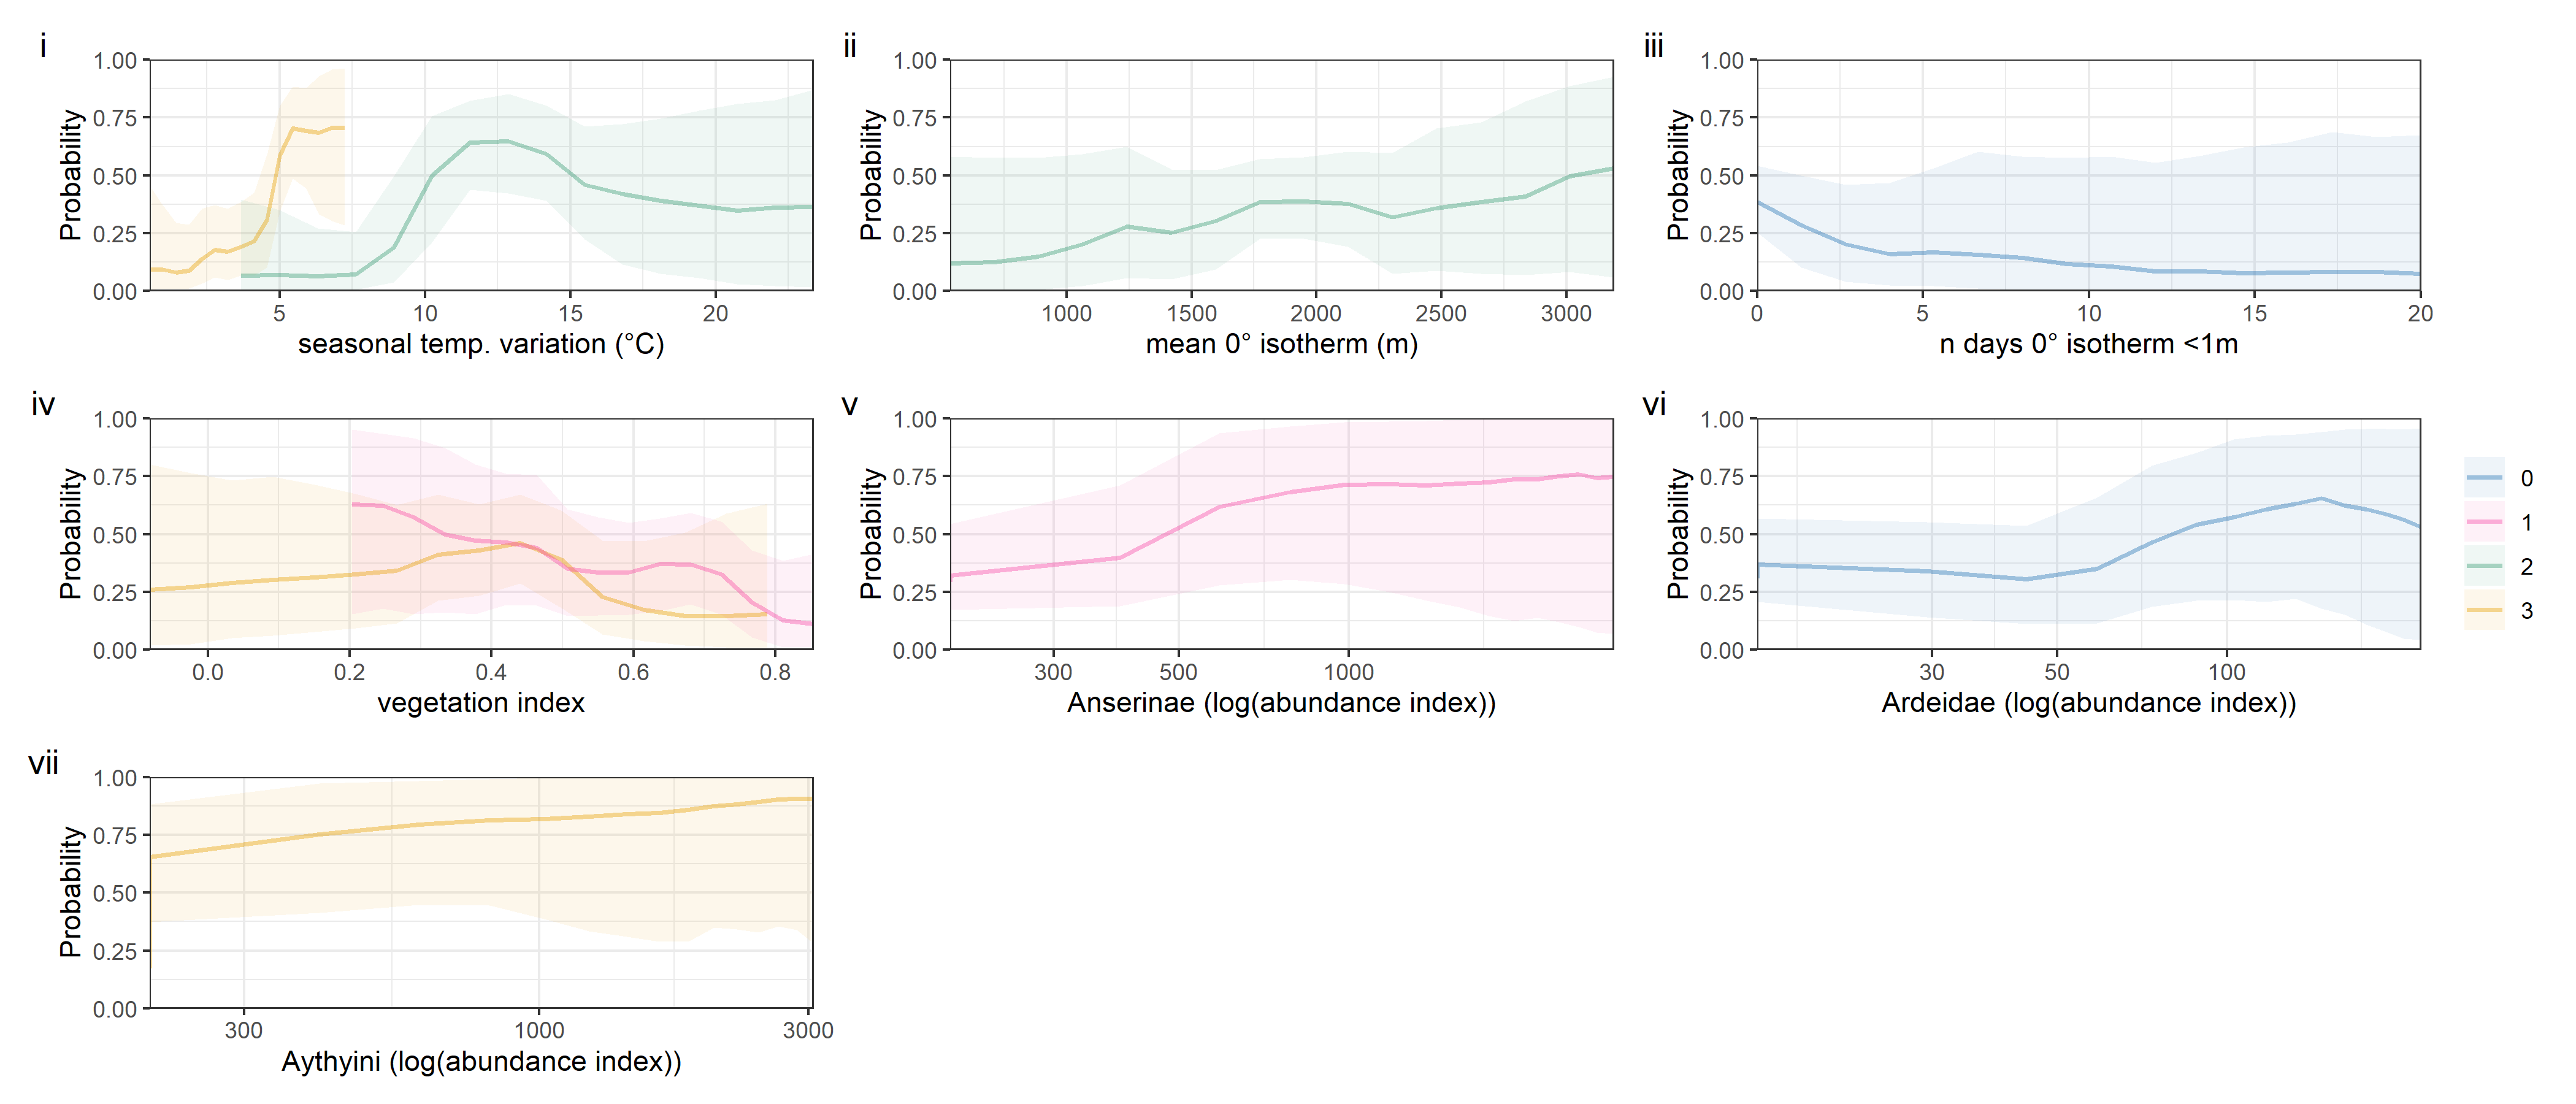 i
ii
iii
1.00
0.75
0.50
0.25
0.00
Probability
5 10 15 20
seasonal temp. variation (°C)
1.00
0.75
0.50
0.25
0.00
Probability
1000 1500 2000 2500 3000
mean 0° isotherm (m)
1.00
0.75
0.50
0.25
0.00
Probability
0 5 10 15 20
n days 0° isotherm <1m
iv
v
vi
1.00
0.75
0.50
0.25
0.00
Probability
0.0 0.2 0.4 0.6 0.8
vegetation index
1.00
0.75
0.50
0.25
0.00
Probability
300 500 1000
Anserinae (log(abundance index))
1.00
0.75
0.50
0.25
0.00
Probability
30 50 100
Ardeidae (log(abundance index))
0
1
2
3
vii
1.00
0.75
0.50
0.25
0.00
Probability
300 1000 3000
Aythyini (log(abundance index))